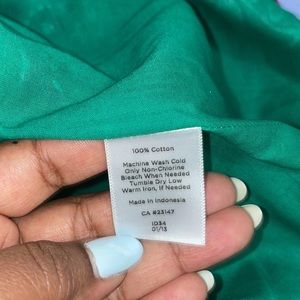 100% Cotton
Machine Wash Cold
Only Non-Chlorine
Bleach When Needed
Tumble Dry Low
Warm Iron, If Needed
Made In Indonesia
CA #23147
ID34
01/13